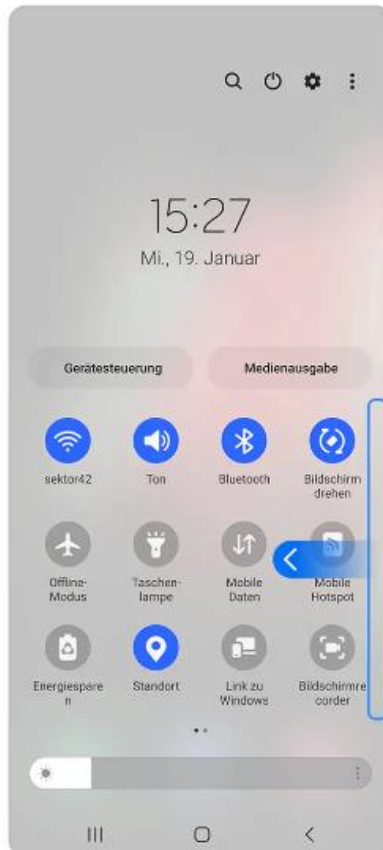 15:27
Mi., 19. Januar
Gerätesteuerung Medienausgabe
sektor42 Ton Bluetooth Bildschirm
drehen
Offline- Taschen- Mobile Mobile
Modus lampe Daten Hotspot
Energiespare Standort Link zu Bildschirmre
n Windows corder